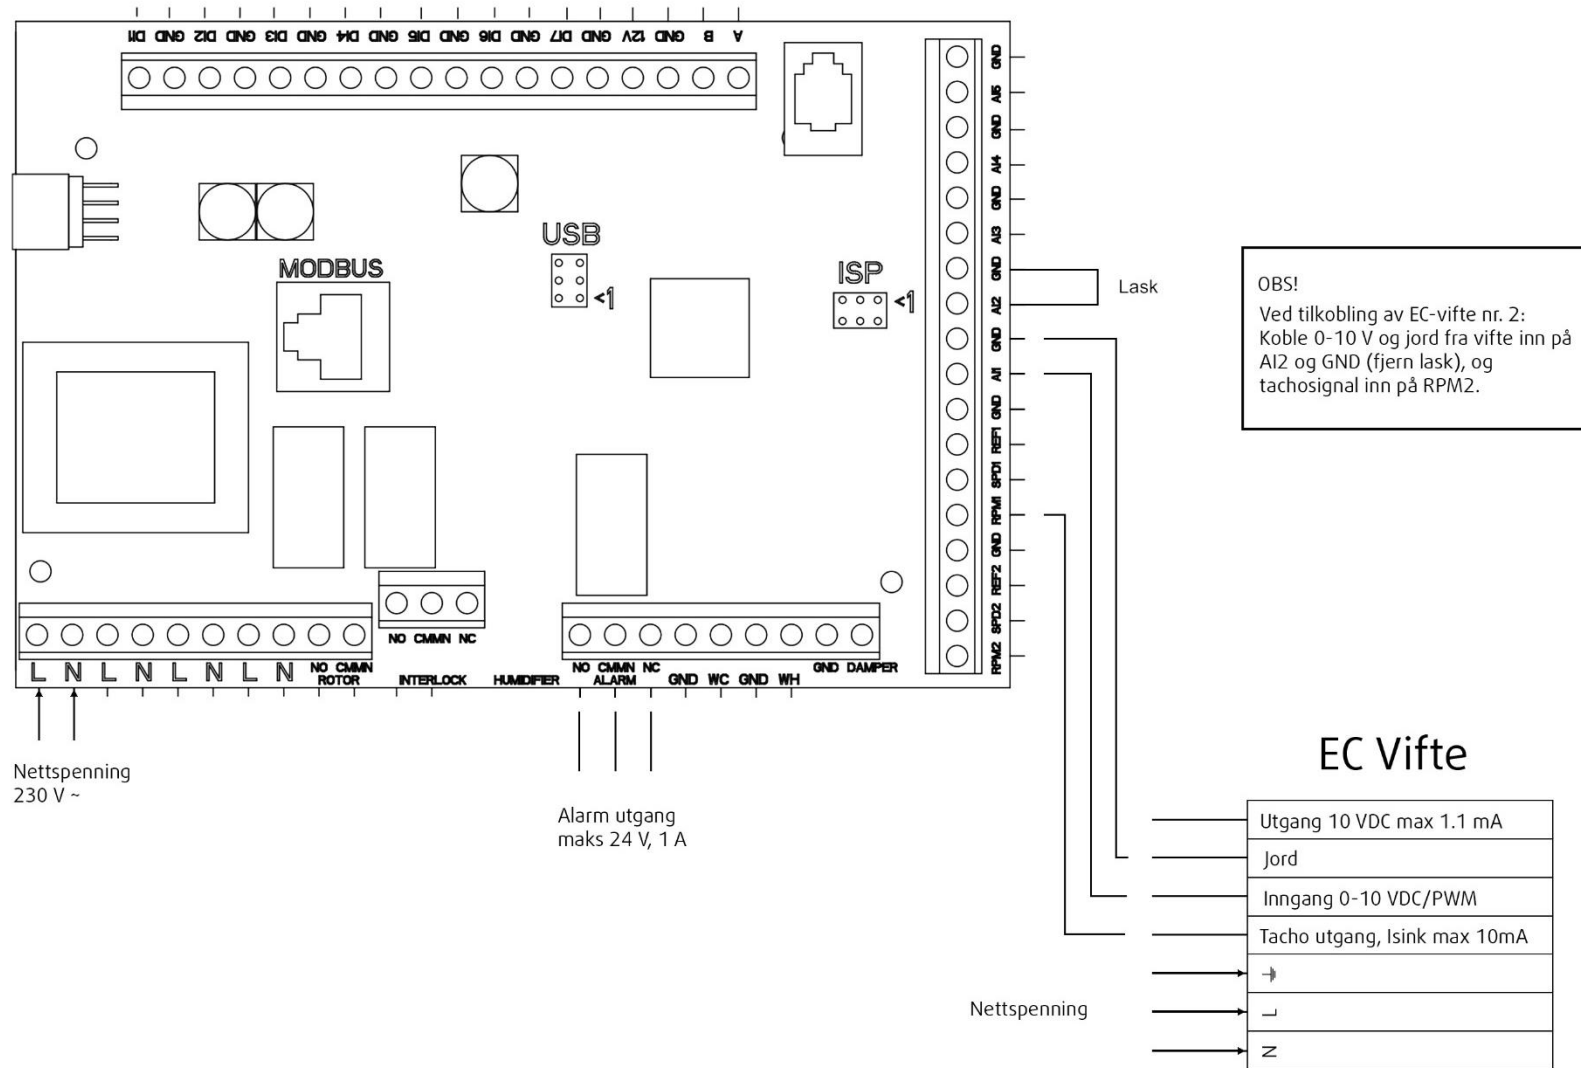 DI1 GND DI2 GND DI3 GND DI4 GND DI5 GND DI6 GND DI7 GND 12V GND B A
GND
AI5
GND
AI4
GND
AI3
GND
AI2
GND
AI1
GND
REF1
SPD1
RPM1
GND
REF2
SPD2
RPM2
USB
<1
MODBUS
ISP
<1
Lask
OBS!
Ved tilkobling av EC-vifte nr. 2:
Koble 0-10 V og jord fra vifte inn på
AI2 og GND (fjern lask), og
tachosignal inn på RPM2.
NO CMMN NC
L N L N L N L N NO CMMN
ROTOR
INTERLOCK
HUMIDIFIER
NO CMMN NC
ALARM
GND WC GND WH
GND DAMPER
Nettspenning
230 V ~
Alarm utgang
maks 24 V, 1 A
EC Vifte
Utgang 10 VDC max 1.1 mA
Jord
Inngang 0-10 VDC/PWM
Tacho utgang, Isink max 10mA
Nettspenning
L
N